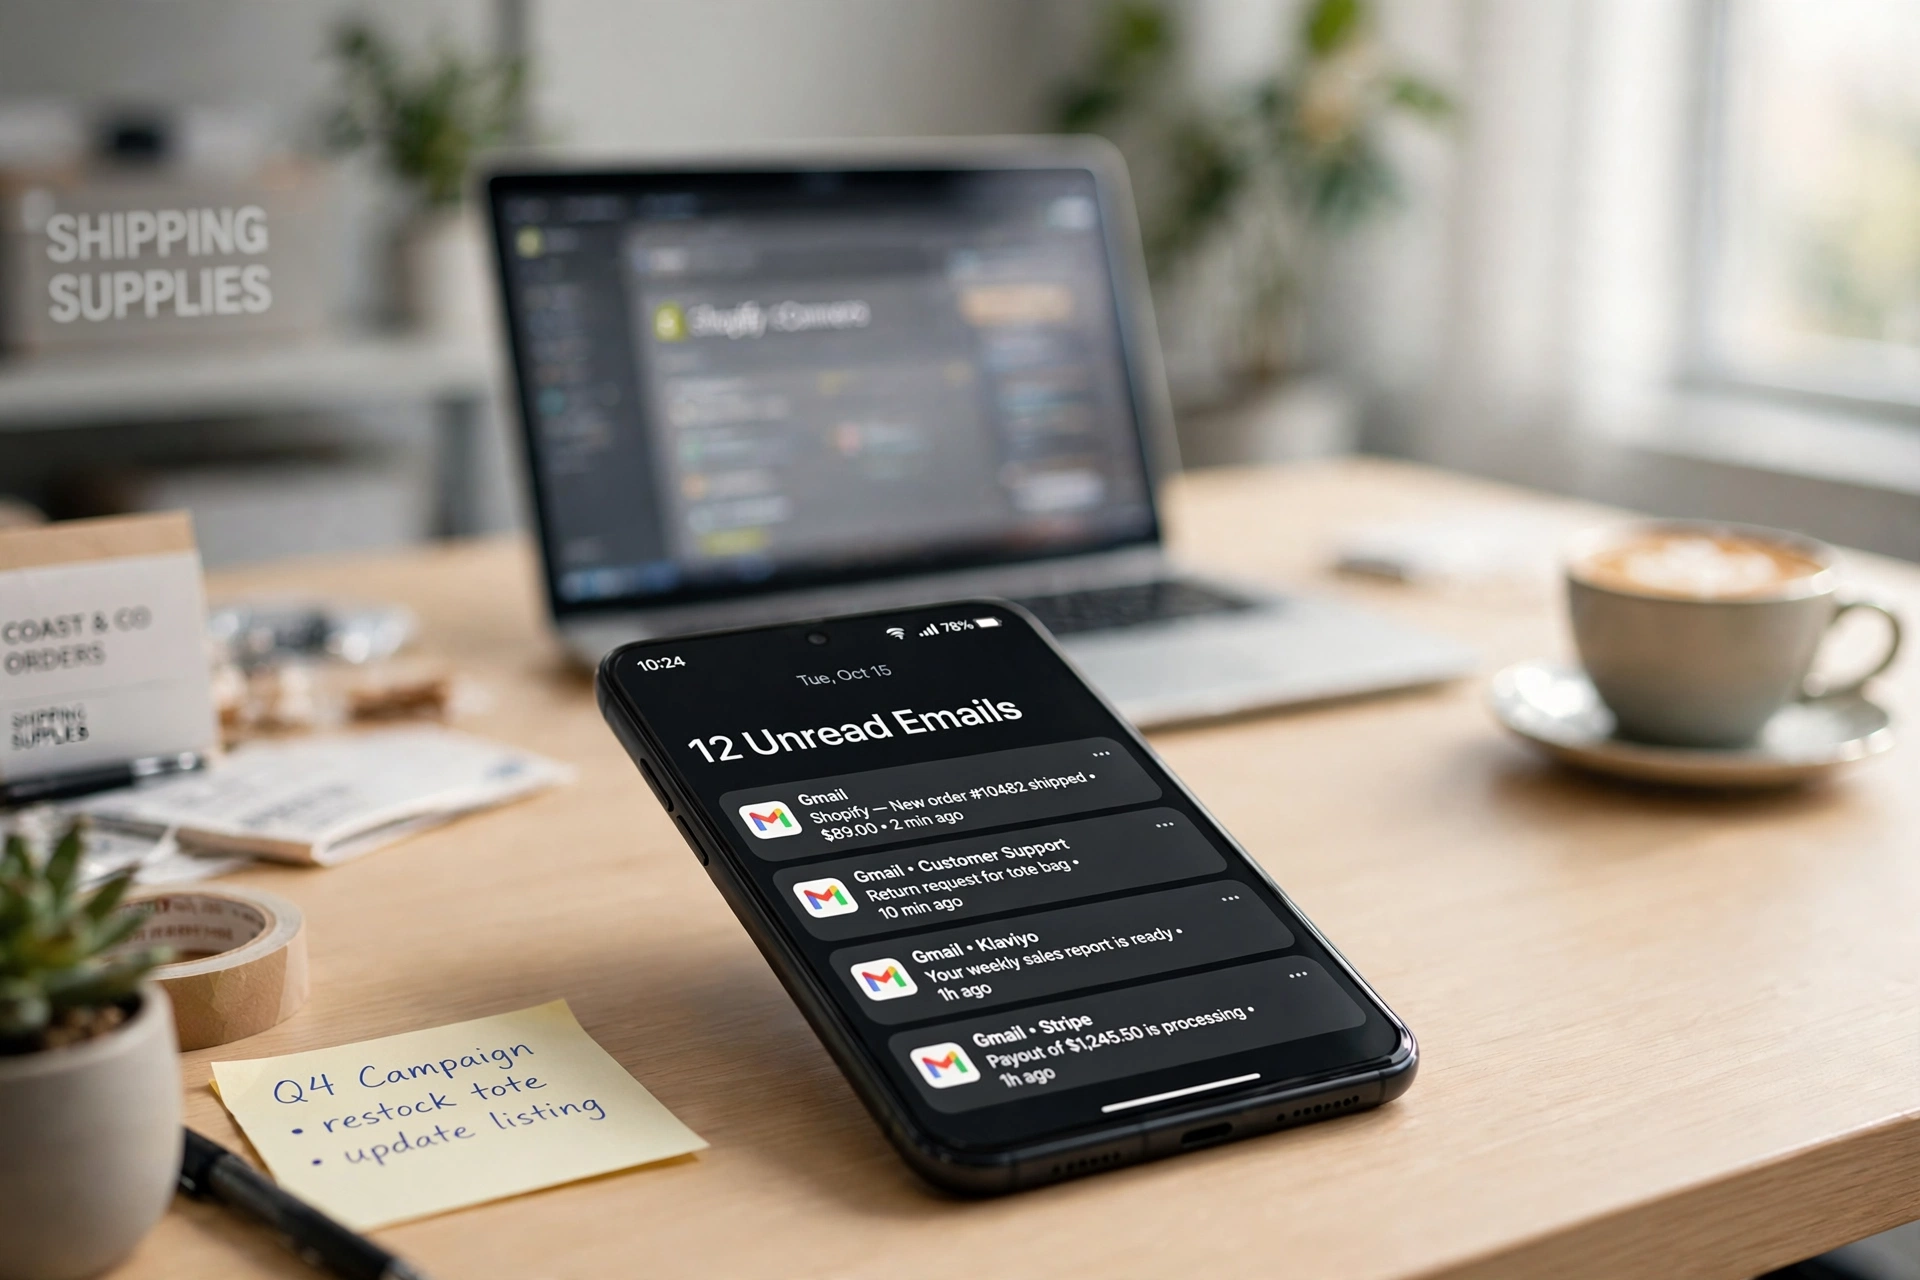 SHIPPING
SUPPLIES
Shopify
COAST & CO
ORDERS
SHIPPING
SUPPLIES
10:24
78%
Tue, Oct 15
12 Unread Emails
Gmail
Shopify — New order #10482 shipped •
$89.00 • 2 min ago
Gmail • Customer Support
Return request for tote bag •
10 min ago
Gmail • Klaviyo
Your weekly sales report is ready •
1h ago
Gmail • Stripe
Payout of $1,245.50 is processing •
1h ago
Q4 Campaign
• restock tote
• update listing